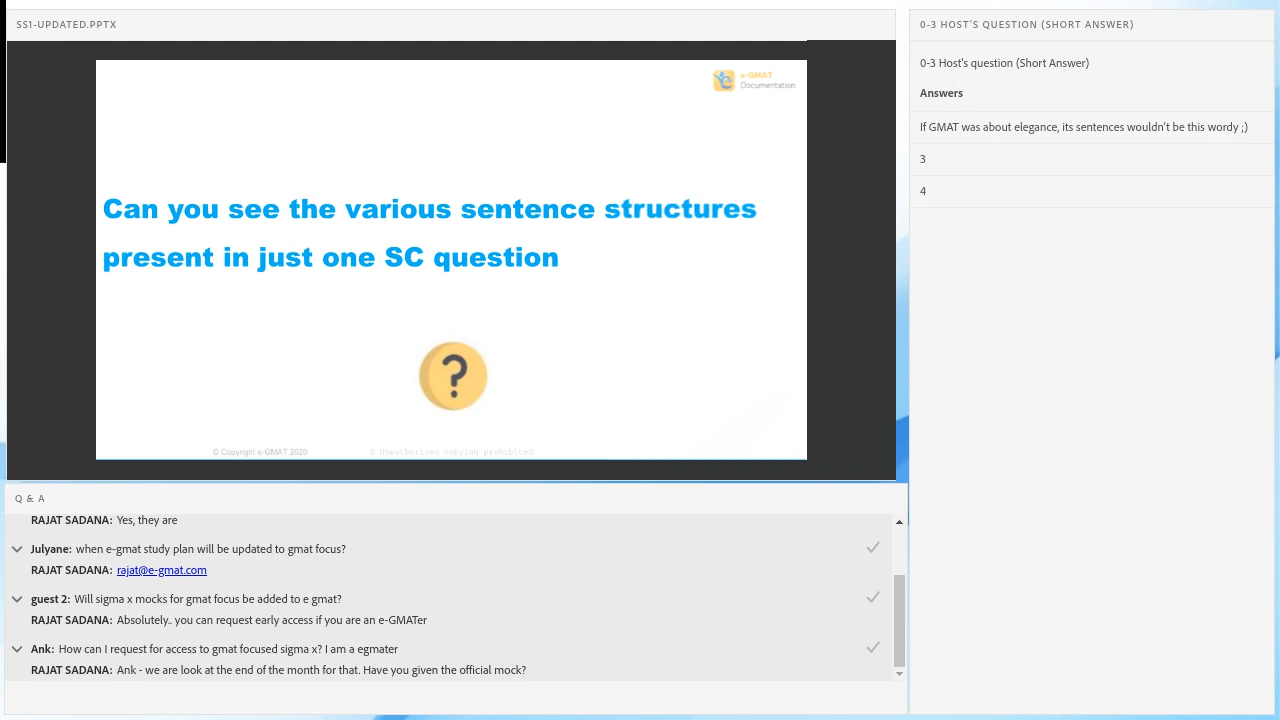 SS1-UPDATED.PPTX
e-GMAT
Documentation
Can you see the various sentence structures
present in just one SC question
?
© Copyright e-GMAT 2020
© Unauthorized copying prohibited
Q & A
RAJAT SADANA: Yes, they are
Julyane: when e-gmat study plan will be updated to gmat focus?
RAJAT SADANA: rajat@e-gmat.com
guest 2: Will sigma x mocks for gmat focus be added to e gmat?
RAJAT SADANA: Absolutely.. you can request early access if you are an e-GMATer
Ank: How can I request for access to gmat focused sigma x? I am a egmater
RAJAT SADANA: Ank - we are look at the end of the month for that. Have you given the official mock?
0-3 HOST'S QUESTION (SHORT ANSWER)
0-3 Host's question (Short Answer)
Answers
If GMAT was about elegance, its sentences wouldn't be this wordy ;)
3
4